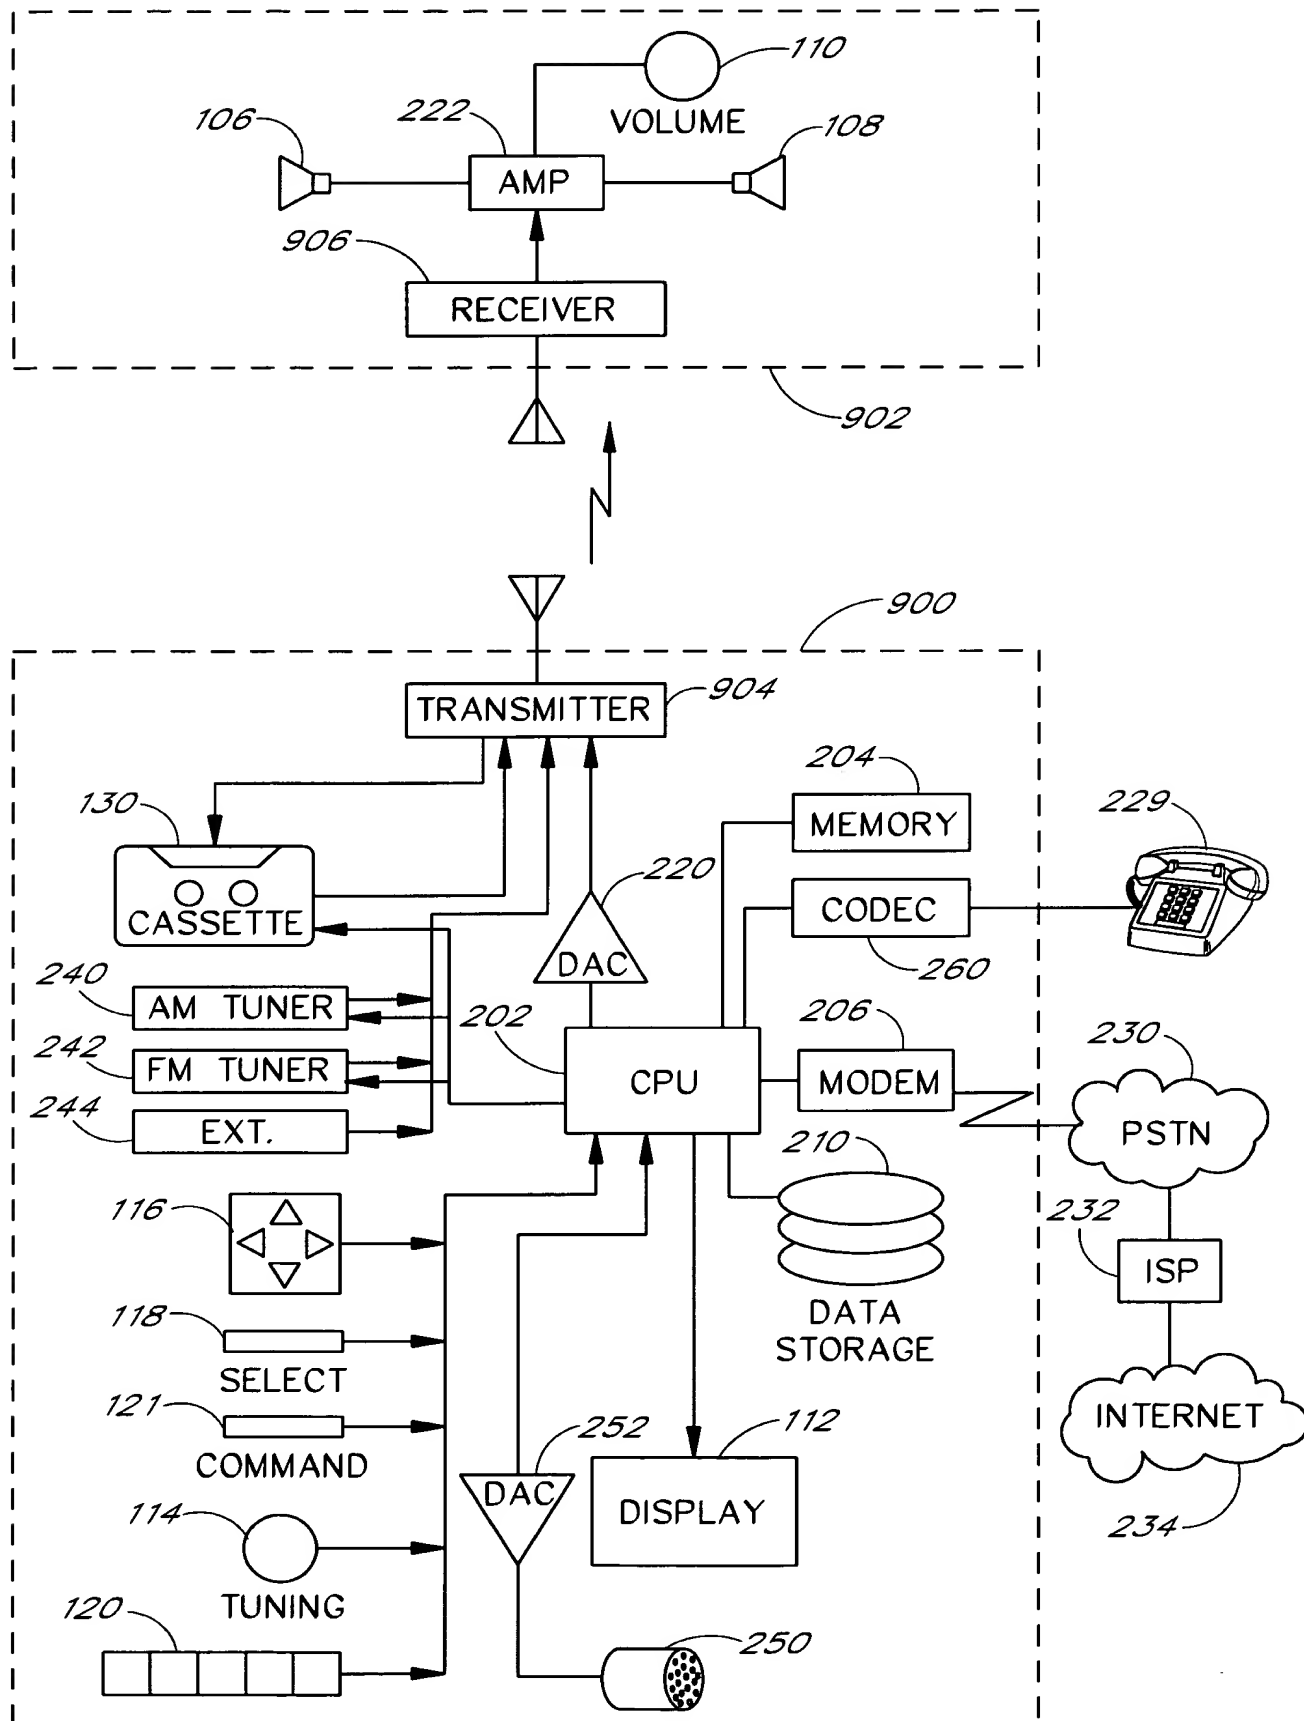 110
VOLUME
106
222
108
AMP
906
RECEIVER
902
900
904
TRANSMITTER
204
MEMORY
229
130
CASSETTE
220
DAC
CODEC
260
240
AM TUNER
202
206
230
242
FM TUNER
CPU
MODEM
PSTN
244
EXT.
210
116
232
ISP
118
SELECT
DATA
STORAGE
121
COMMAND
252
DAC
112
DISPLAY
INTERNET
234
114
TUNING
120
250